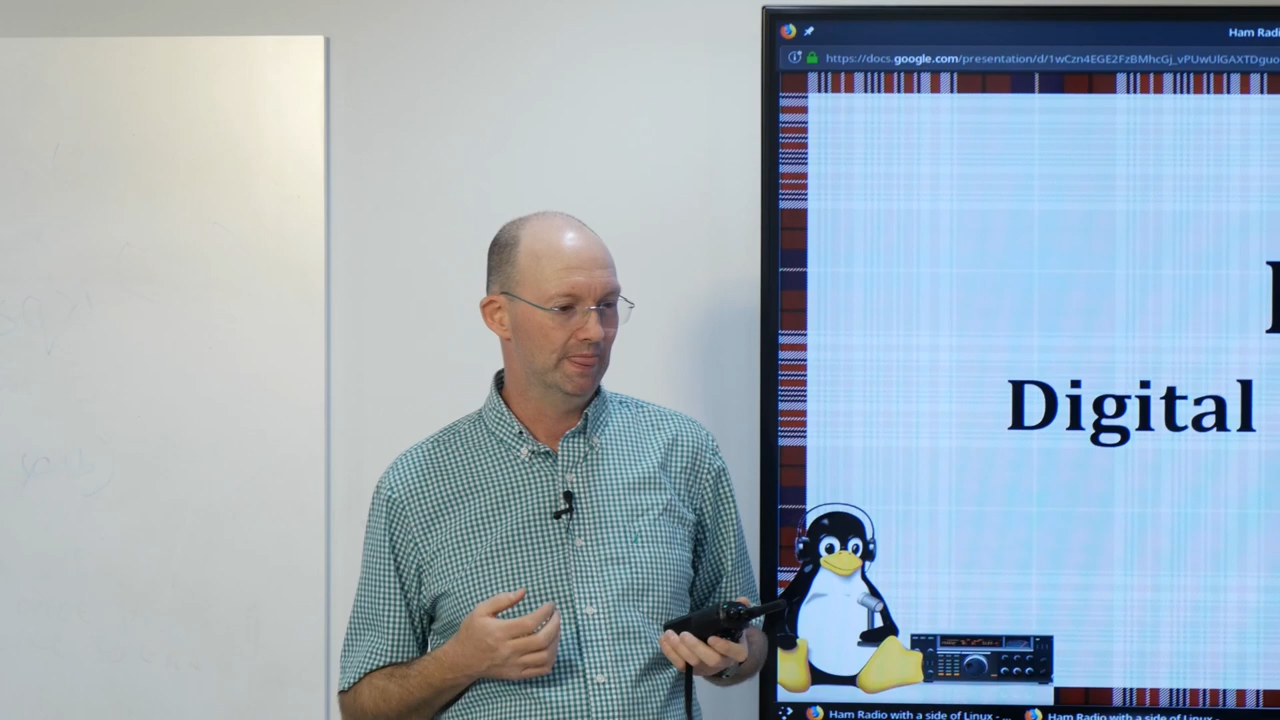 Ham Radi
https://docs.google.com/presentation/d/1wCzn4EGE2FzBMhcGj_vPUwUlGAXTDguo
Digital
Ham Radio with a side of Linux - ...
Ham Radio with a side of Linux -